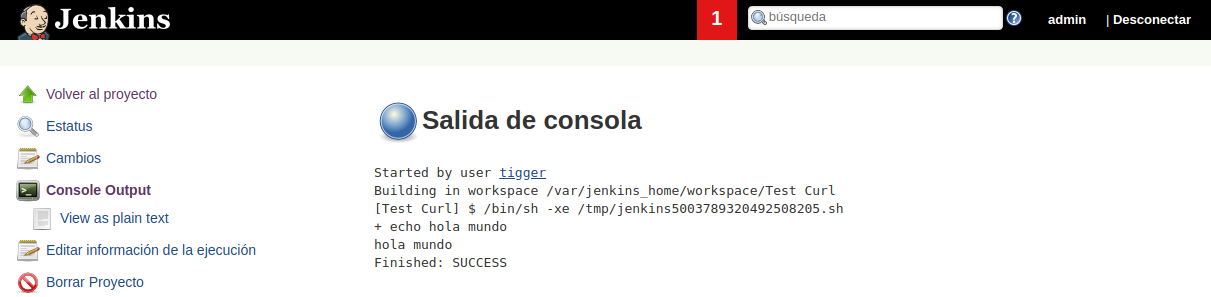 Jenkins
1
búsqueda
admin
| Desconectar
Volver al proyecto
Estatus
Cambios
Console Output
View as plain text
Editar información de la ejecución
Borrar Proyecto
Salida de consola
Started by user tigger
Building in workspace /var/jenkins_home/workspace/Test Curl
[Test Curl] $ /bin/sh -xe /tmp/jenkins5003789320492508205.sh
+ echo hola mundo
hola mundo
Finished: SUCCESS